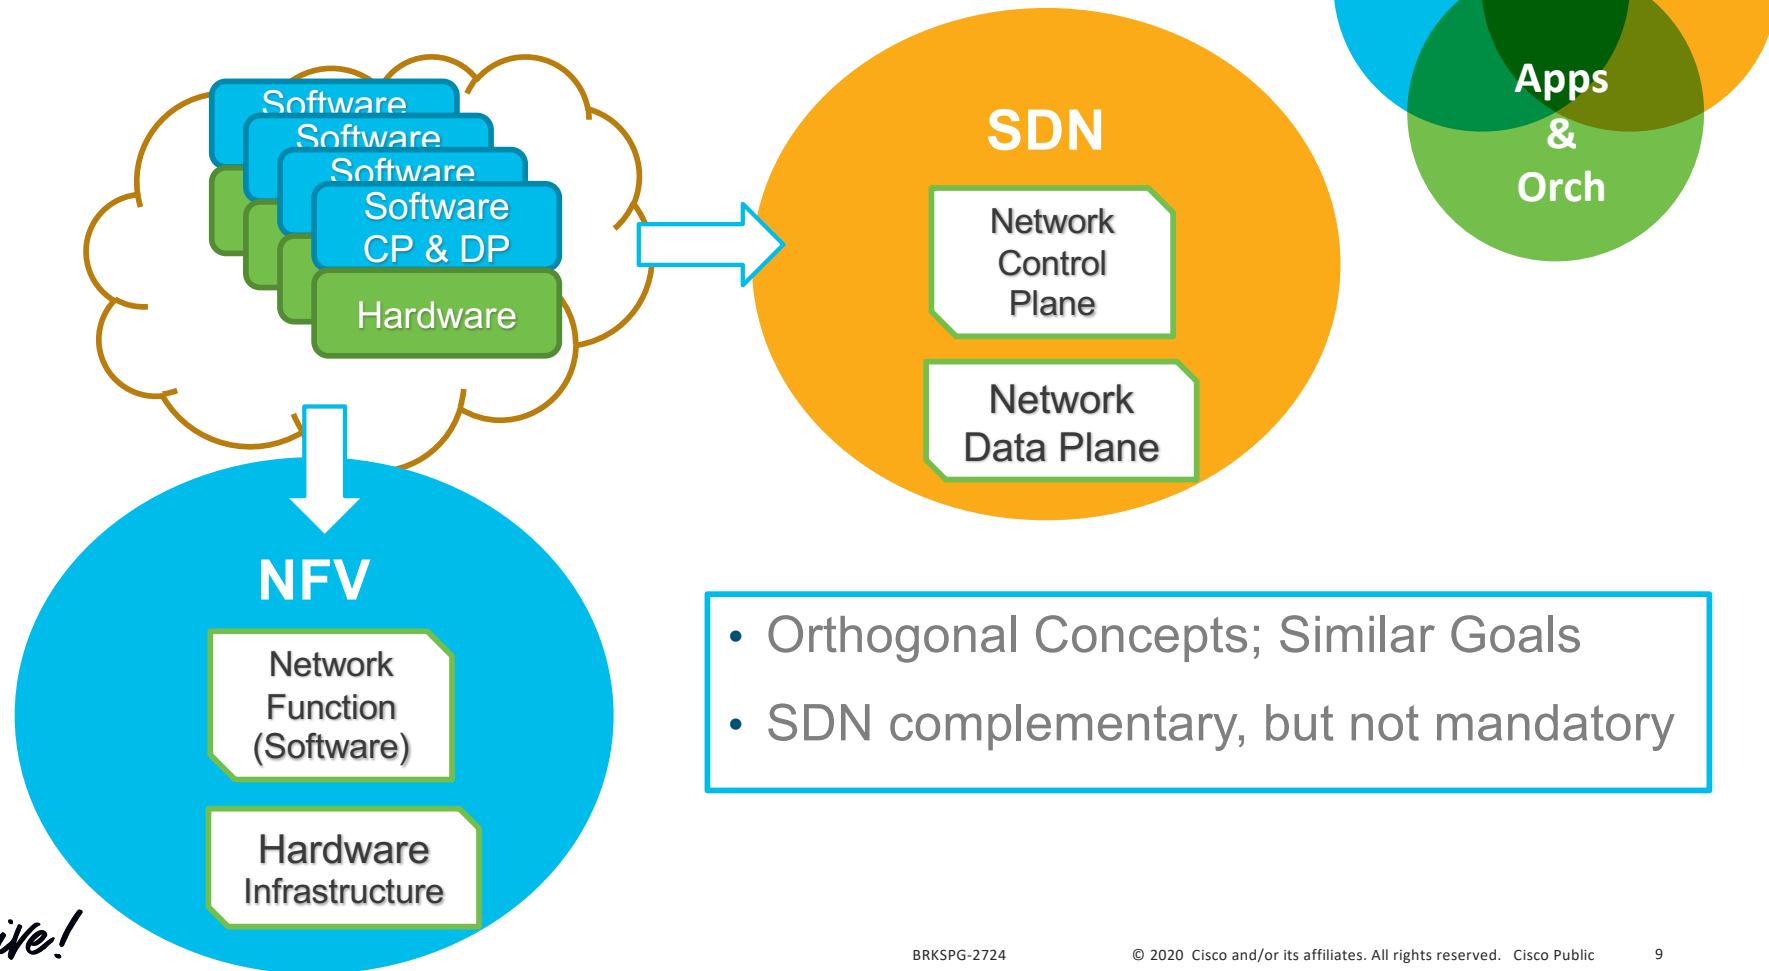 Software
Software
Software
Software
CP & DP
Hardware
SDN
Network
Control
Plane
Network
Data Plane
Apps
&
Orch
NFV
Network
Function
(Software)
Hardware
Infrastructure
• Orthogonal Concepts; Similar Goals
• SDN complementary, but not mandatory
BRKSPG-2724
© 2020 Cisco and/or its affiliates. All rights reserved. Cisco Public
9